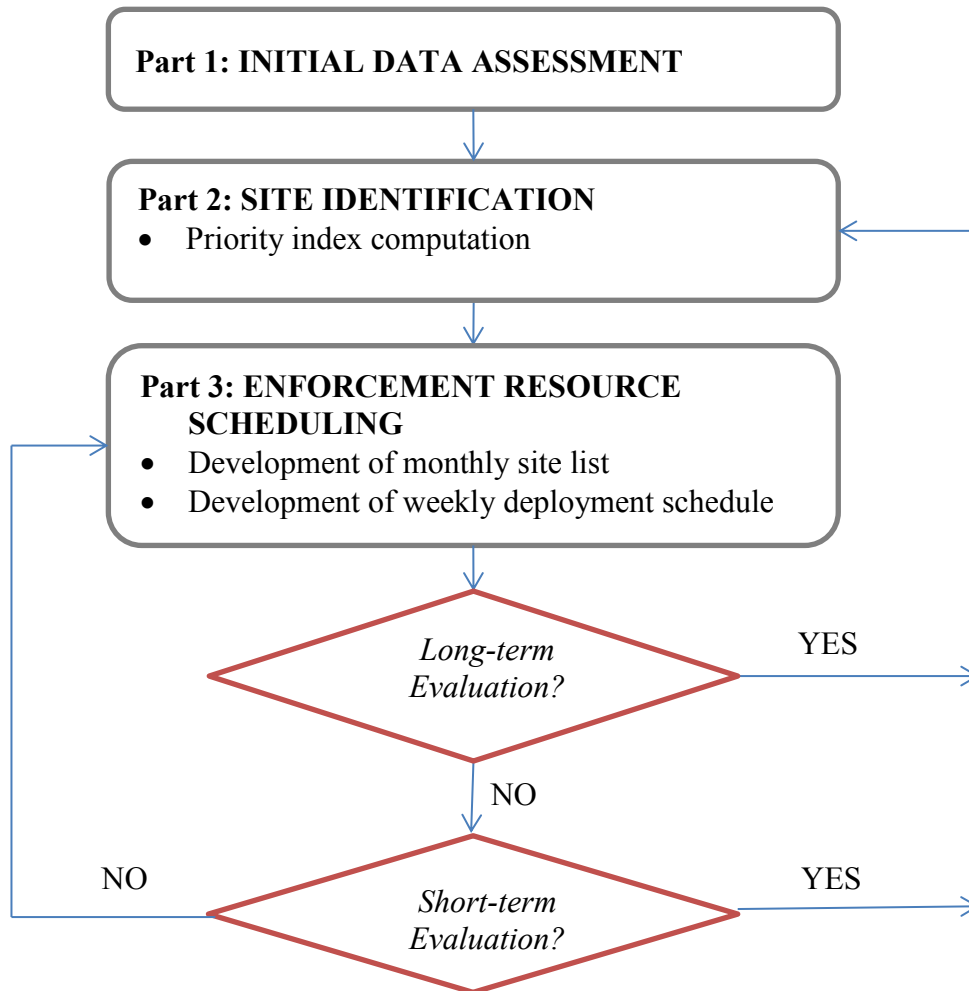 Part 1: INITIAL DATA ASSESSMENT
Part 2: SITE IDENTIFICATION
• Priority index computation
Part 3: ENFORCEMENT RESOURCE
SCHEDULING
• Development of monthly site list
• Development of weekly deployment schedule
Long-term
Evaluation?
YES
NO
NO
Short-term
Evaluation?
YES